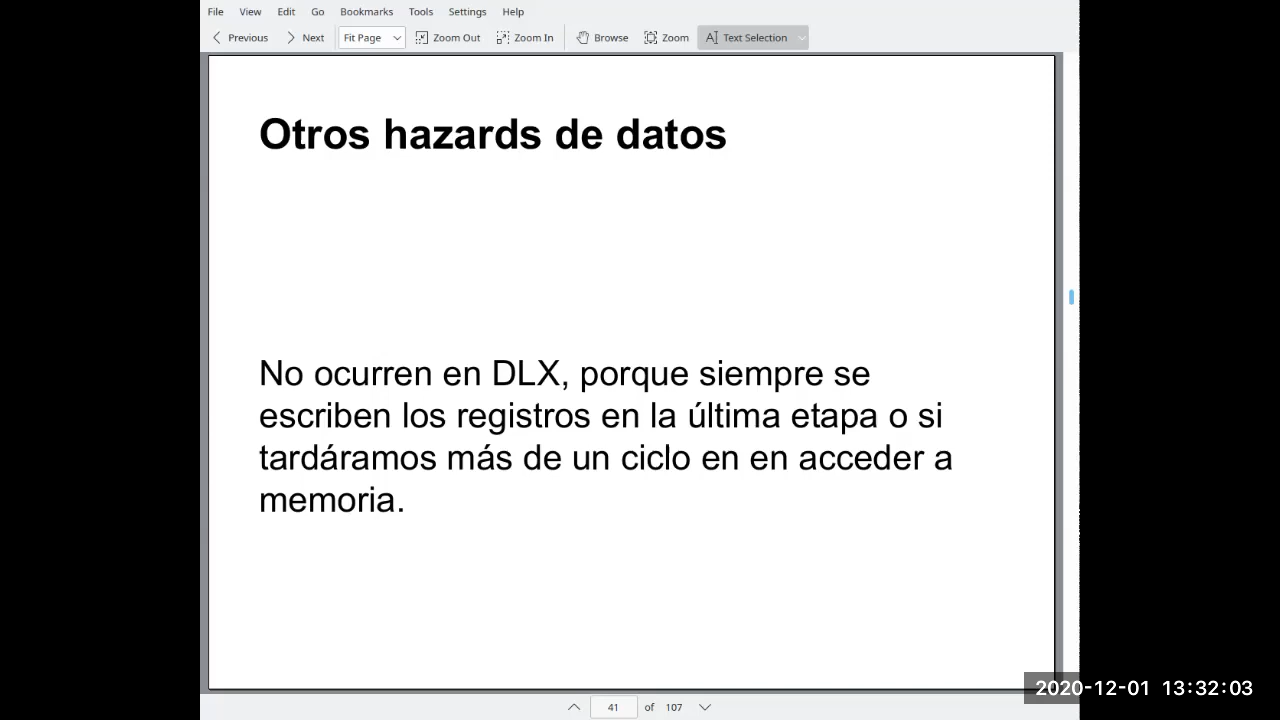 File View Edit Go Bookmarks Tools Settings Help
Previous Next Fit Page Zoom Out Zoom In Browse Zoom Text Selection
Otros hazards de datos
No ocurren en DLX, porque siempre se
escriben los registros en la última etapa o si
tardáramos más de un ciclo en en acceder a
memoria.
2020-12-01 13:32:03
41 of 107